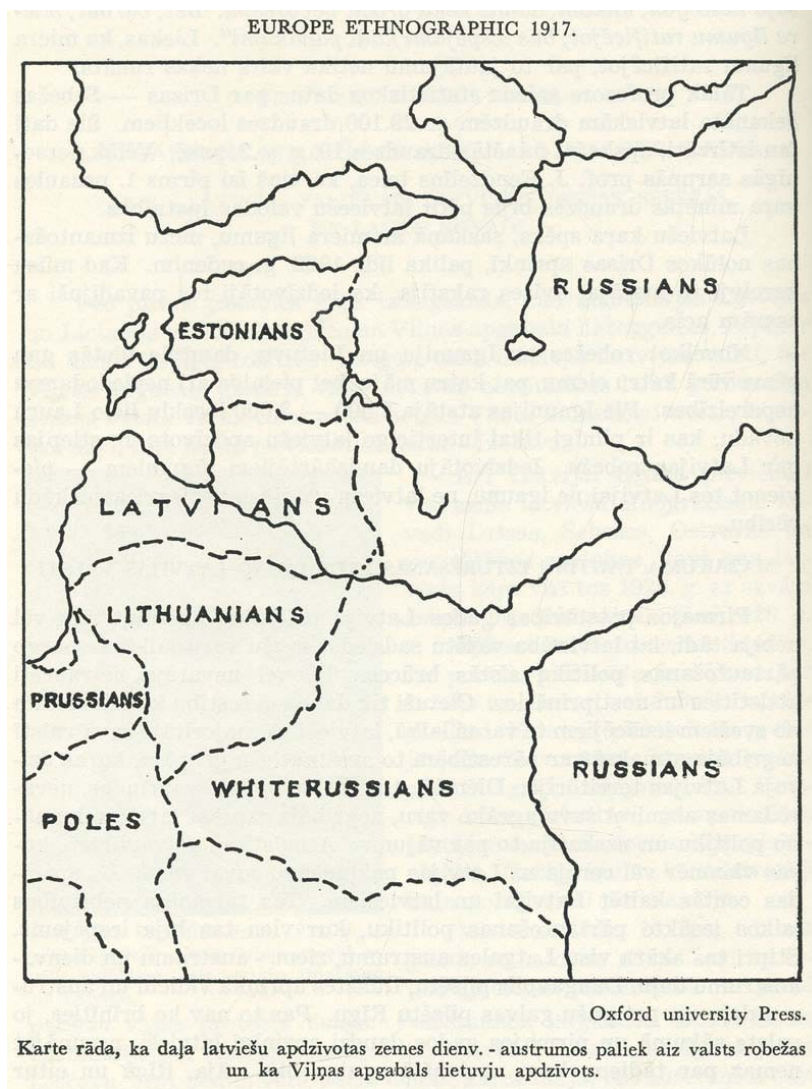 EUROPE ETHNOGRAPHIC 1917.
RUSSIANS
ESTONIANS
LATVIANS
LITHUANIANS
PRUSSIANS
RUSSIANS
WHITERUSSIANS
POLES
Oxford university Press.
Karte rāda, ka daļa latviešu apdzīvotas zemes dienv. - austrumos paliek aiz valsts robežas
un ka Viļņas apgabals lietuvju apdzīvots.